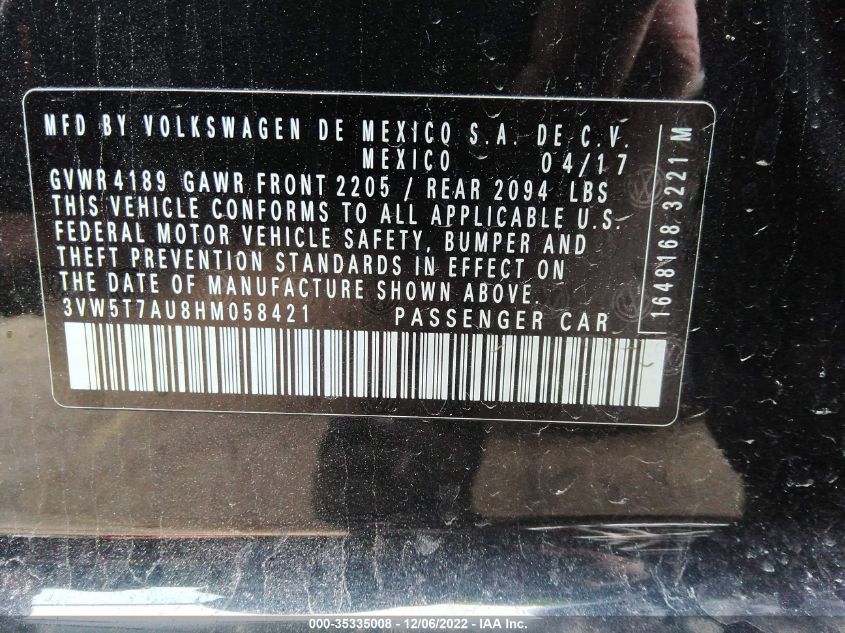 MFD BY VOLKSWAGEN DE MEXICO S.A. DE C.V.
MEXICO 04/17
GVWR 4189 GAWR FRONT 2205 / REAR 2094 LBS
THIS VEHICLE CONFORMS TO ALL APPLICABLE U.S.
FEDERAL MOTOR VEHICLE SAFETY, BUMPER AND
THEFT PREVENTION STANDARDS IN EFFECT ON
THE DATE OF MANUFACTURE SHOWN ABOVE.
3VW5T7AU8HM058421 PASSENGER CAR
1648168 3221 M
000-35335008 - 12/06/2022 - IAA Inc.